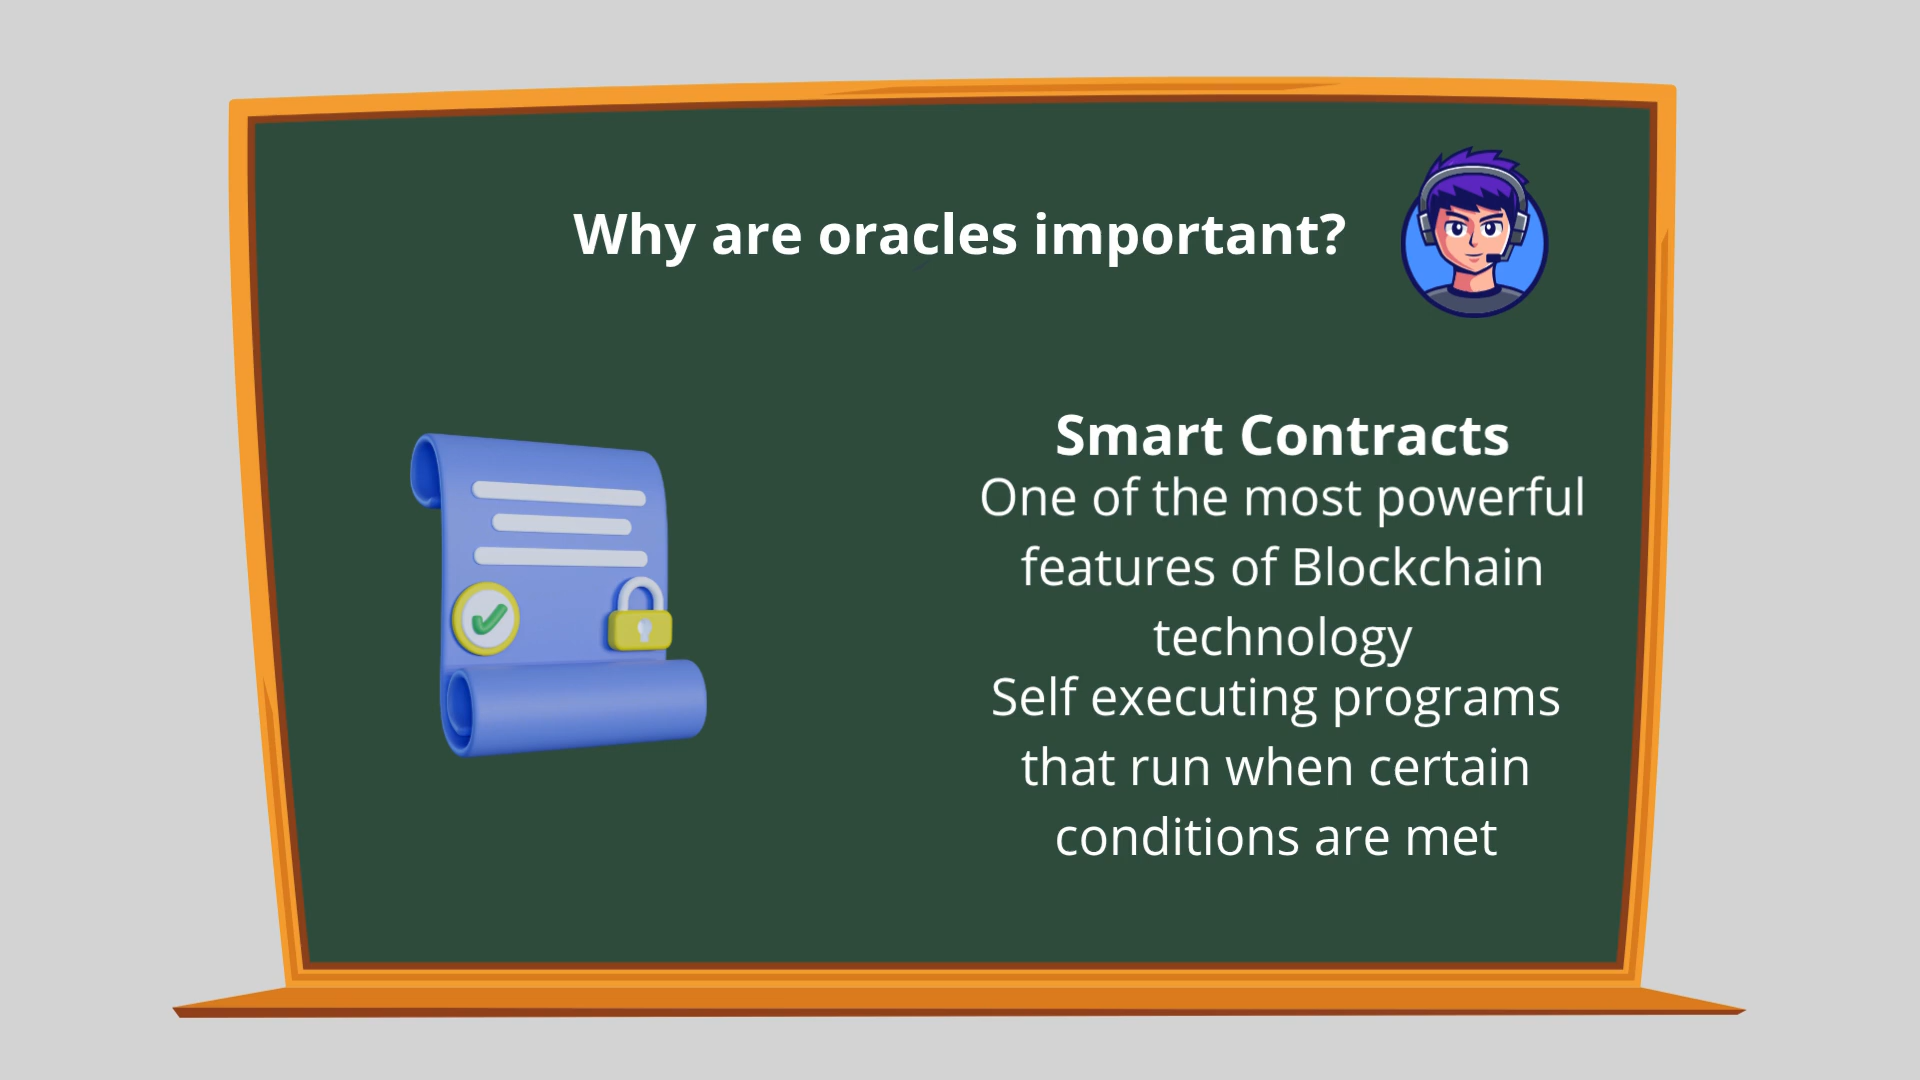 Why are oracles important?
Smart Contracts
One of the most powerful
features of Blockchain
technology
Self executing programs
that run when certain
conditions are met